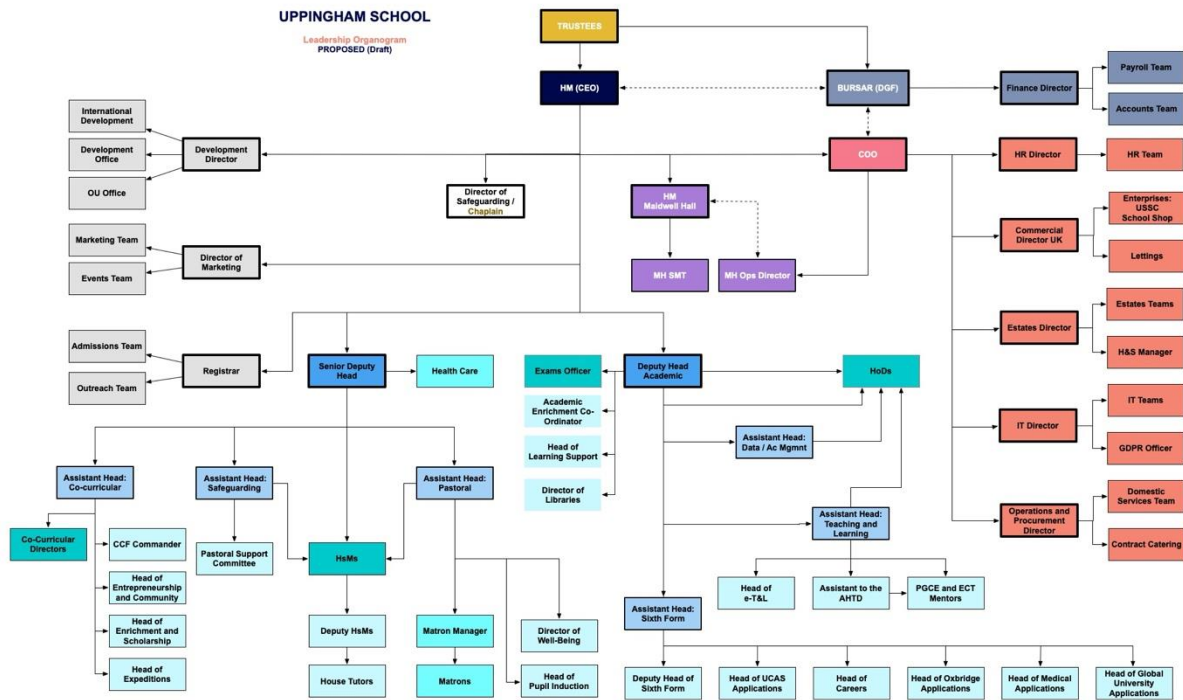 UPPINGHAM SCHOOL
Leadership Organogram
PROPOSED (Draft)
TRUSTEES
HM (CEO)
BURSAR (DGF)
Finance Director
Payroll Team
Accounts Team
International
Development
Development
Office
OU Office
Development
Director
Director of
Safeguarding /
Chaplain
HM
Maidwell Hall
COO
HR Director
HR Team
Marketing Team
Events Team
Director of
Marketing
MH SMT
MH Ops Director
Commercial
Director UK
Enterprises:
USSC
School Shop
Lettings
Estates Director
Estates Teams
H&S Manager
Admissions Team
Outreach Team
Registrar
Senior Deputy
Head
Health Care
Exams Officer
Deputy Head
Academic
HoDs
Academic
Enrichment Co-
Ordinator
Head of
Learning Support
Director of
Libraries
Assistant Head:
Data / Ac Mgmnt
IT Director
IT Teams
GDPR Officer
Assistant Head:
Co-curricular
Assistant Head:
Safeguarding
Assistant Head:
Pastoral
Assistant Head:
Teaching and
Learning
Operations and
Procurement
Director
Domestic
Services Team
Contract Catering
Co-Curricular
Directors
CCF Commander
Head of
Entrepreneurship
and Community
Head of
Enrichment and
Scholarship
Head of
Expeditions
Pastoral Support
Committee
HsMs
Deputy HsMs
House Tutors
Matron Manager
Matrons
Director of
Well-Being
Head of
Pupil Induction
Head of
e-T&L
Assistant to the
AHTD
PGCE and ECT
Mentors
Assistant Head:
Sixth Form
Deputy Head of
Sixth Form
Head of UCAS
Applications
Head of
Careers
Head of Oxbridge
Applications
Head of Medical
Applications
Head of Global
University
Applications